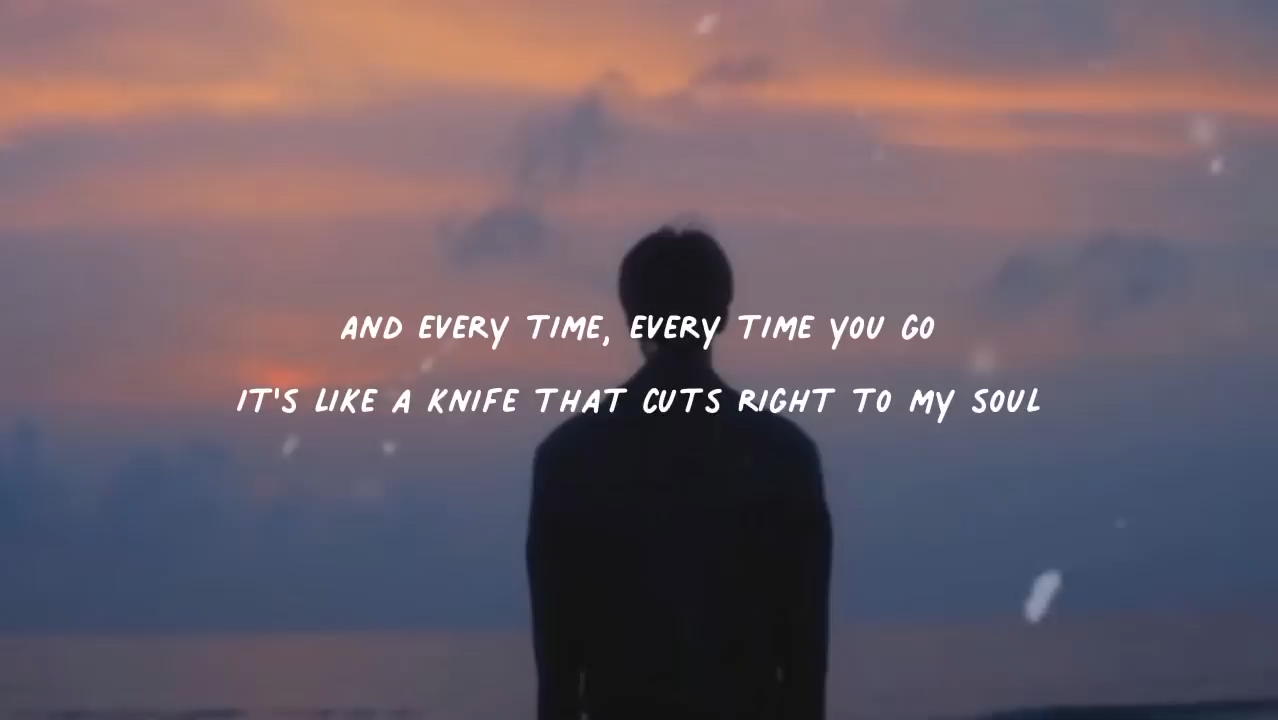 AND EVERY TIME, EVERY TIME YOU GO
IT'S LIKE A KNIFE THAT CUTS RIGHT TO MY SOUL